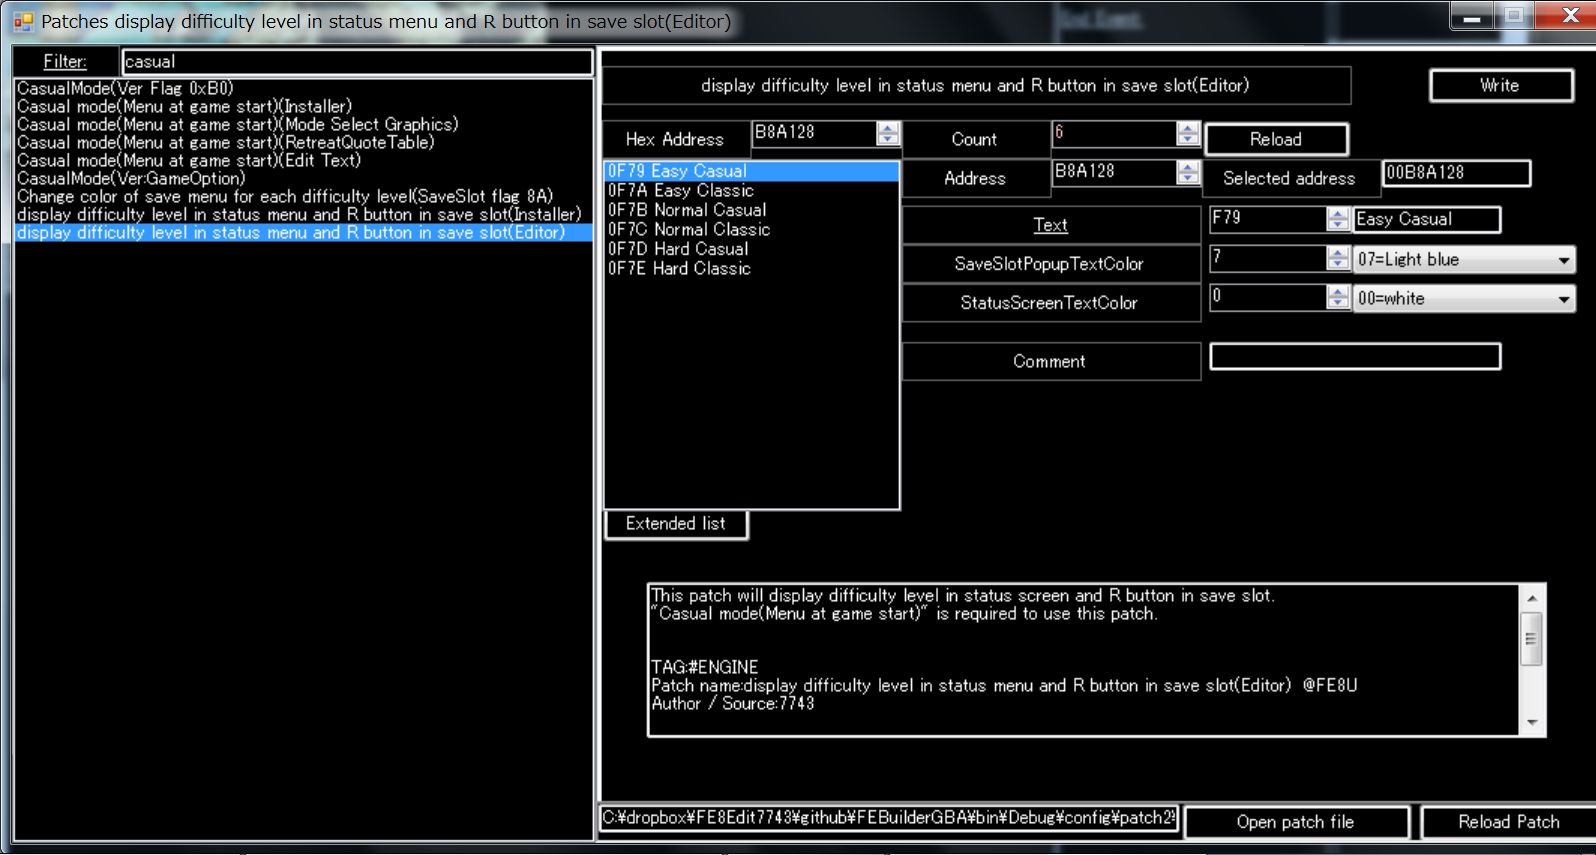 Patches display difficulty level in status menu and R button in save slot(Editor)
Filter:
casual
CasualMode(Ver Flag 0xB0)
Casual mode(Menu at game start)(Installer)
Casual mode(Menu at game start)(Mode Select Graphics)
Casual mode(Menu at game start)(RetreatQuoteTable)
Casual mode(Menu at game start)(Edit Text)
CasualMode(Ver:GameOption)
Change color of save menu for each difficulty level(SaveSlot flag 8A)
display difficulty level in status menu and R button in save slot(Installer)
display difficulty level in status menu and R button in save slot(Editor)
display difficulty level in status menu and R button in save slot(Editor)
Write
Hex Address
B8A128
Count
6
Reload
0F79 Easy Casual
0F7A Easy Classic
0F7B Normal Casual
0F7C Normal Classic
0F7D Hard Casual
0F7E Hard Classic
Extended list
Address
B8A128
Selected address
00B8A128
Text
F79
Easy Casual
SaveSlotPopupTextColor
7
07=Light blue
StatusScreenTextColor
0
00=white
Comment
This patch will display difficulty level in status screen and R button in save slot.
"Casual mode(Menu at game start)" is required to use this patch.
TAG:#ENGINE
Patch name:display difficulty level in status menu and R button in save slot(Editor) @FE8U
Author / Source:7743
C:¥dropbox¥FE8Edit7743¥github¥FEBuilderGBA¥bin¥Debug¥config¥patch2¥
Open patch file
Reload Patch